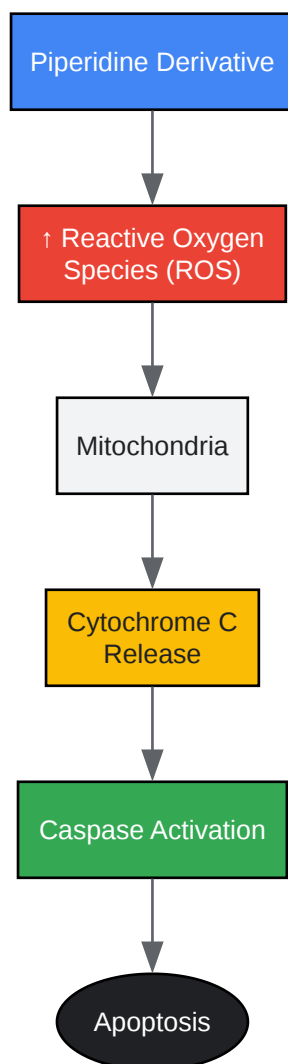 Piperidine Derivative
↑ Reactive Oxygen
Species (ROS)
Mitochondria
Cytochrome C
Release
Caspase Activation
Apoptosis